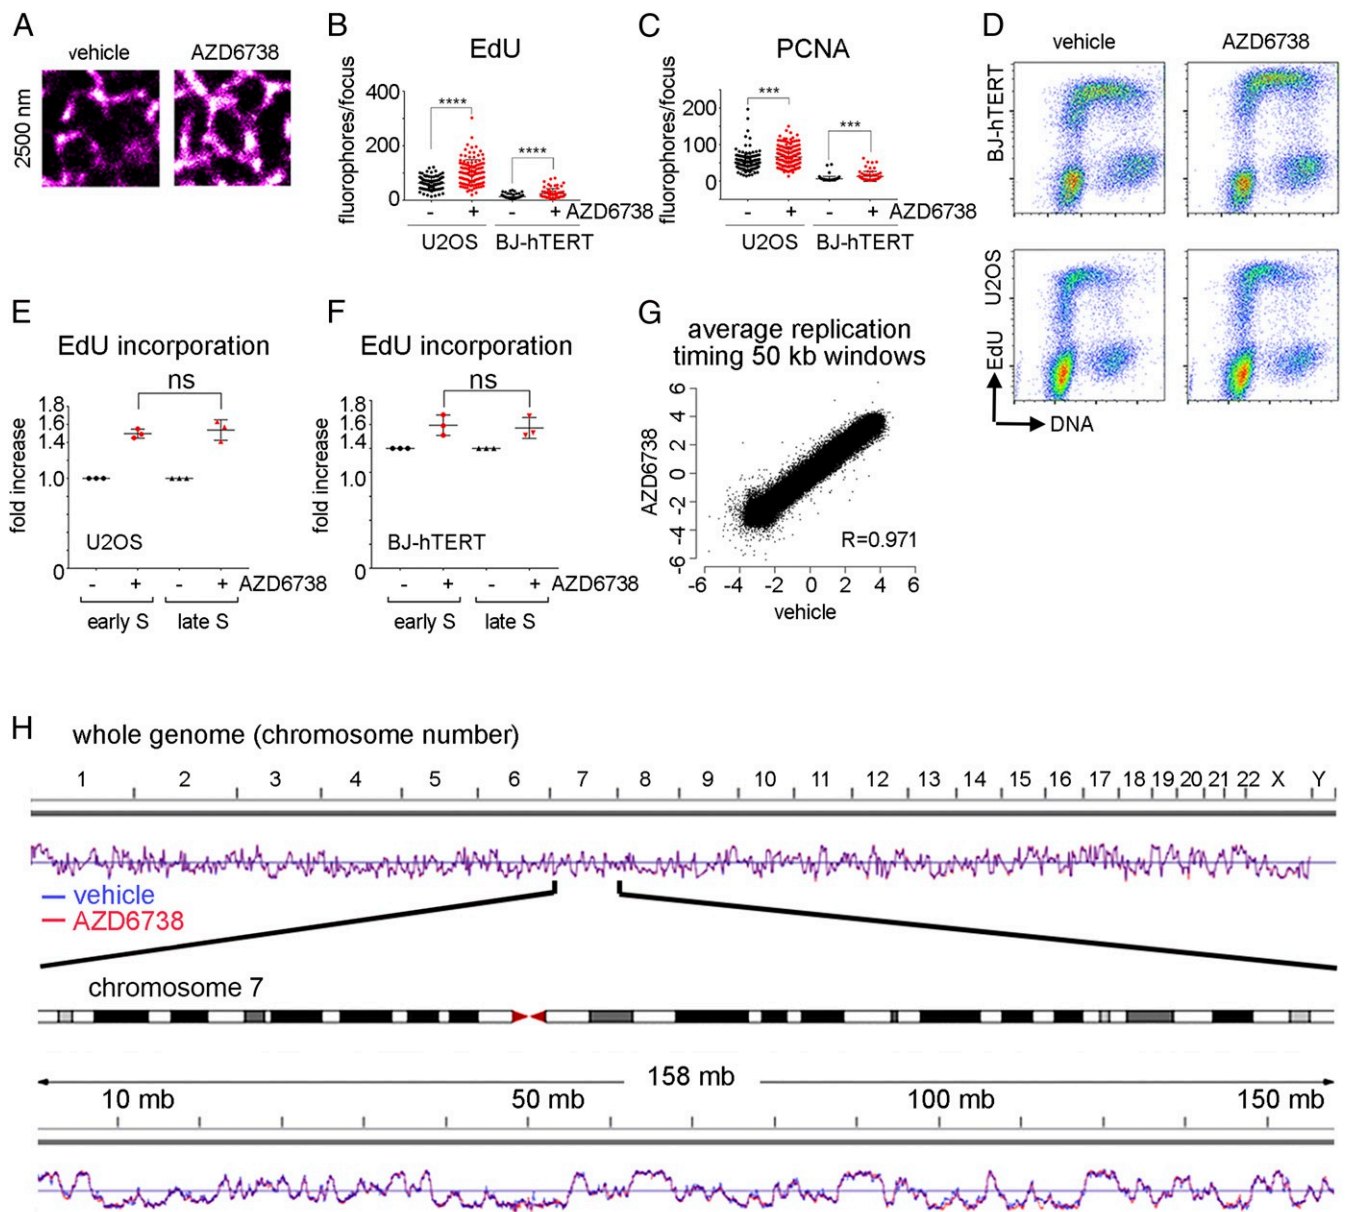 A
vehicle
AZD6738
2500 nm
B
EdU
fluorophores/focus
400
200
0
****
****
- + - + AZD6738
U2OS BJ-hTERT
C
PCNA
fluorophores/focus
200
100
0
***
***
- + - + AZD6738
U2OS BJ-hTERT
D
vehicle
AZD6738
BJ-hTERT
U2OS
EdU
DNA
E
EdU incorporation
ns
fold increase
1.8
1.6
1.4
1.0
0
U2OS
- + - + AZD6738
early S late S
F
EdU incorporation
ns
fold increase
1.8
1.6
1.4
1.0
0
BJ-hTERT
- + - + AZD6738
early S late S
G
average replication
timing 50 kb windows
AZD6738
6
4
2
0
-2
-4
-6
R=0.971
-6 -4 -2 0 2 4 6
vehicle
H
whole genome (chromosome number)
1 2 3 4 5 6 7 8 9 10 11 12 13 14 15 16 17 18 19 20 21 22 X Y
vehicle
AZD6738
chromosome 7
158 mb
10 mb 50 mb 100 mb 150 mb